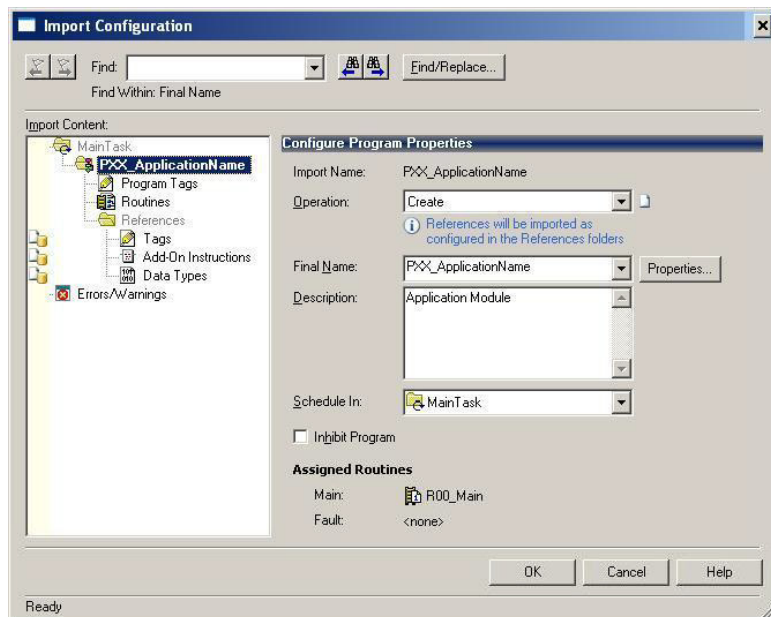 Import Configuration
Find:
Find/Replace...
Find Within: Final Name
Import Content:
MainTask
PXX_ApplicationName
Program Tags
Routines
References
Tags
Add-On Instructions
Data Types
Errors/Warnings
Configure Program Properties
Import Name: PXX_ApplicationName
Operation: Create
References will be imported as
configured in the References folders
Final Name: PXX_ApplicationName Properties...
Description: Application Module
Schedule In: MainTask
Inhibit Program
Assigned Routines
Main: R00_Main
Fault: <none>
OK Cancel Help
Ready